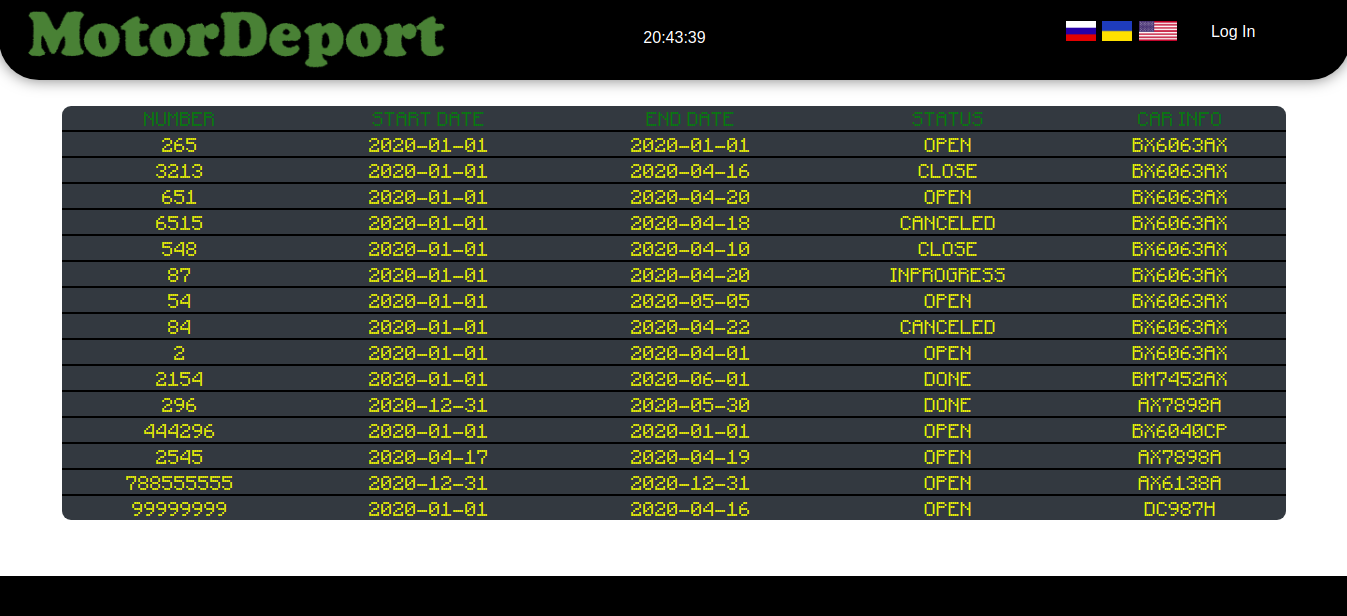 MotorDeport 20:43:39 Log In
NUMBER START DATE END DATE STATUS CAR INFO
265 2020-01-01 2020-01-01 OPEN BX6063AX
3213 2020-01-01 2020-04-16 CLOSE BX6063AX
651 2020-01-01 2020-04-20 OPEN BX6063AX
6515 2020-01-01 2020-04-18 CANCELED BX6063AX
548 2020-01-01 2020-04-10 CLOSE BX6063AX
87 2020-01-01 2020-04-20 INPROGRESS BX6063AX
54 2020-01-01 2020-05-05 OPEN BX6063AX
84 2020-01-01 2020-04-22 CANCELED BX6063AX
2 2020-01-01 2020-04-01 OPEN BX6063AX
2154 2020-01-01 2020-06-01 DONE BM7452AX
296 2020-12-31 2020-05-30 DONE AX7898A
444296 2020-01-01 2020-01-01 OPEN BX6040CP
2545 2020-04-17 2020-04-19 OPEN AX7898A
788555555 2020-12-31 2020-12-31 OPEN AX6138A
99999999 2020-01-01 2020-04-16 OPEN DC987H